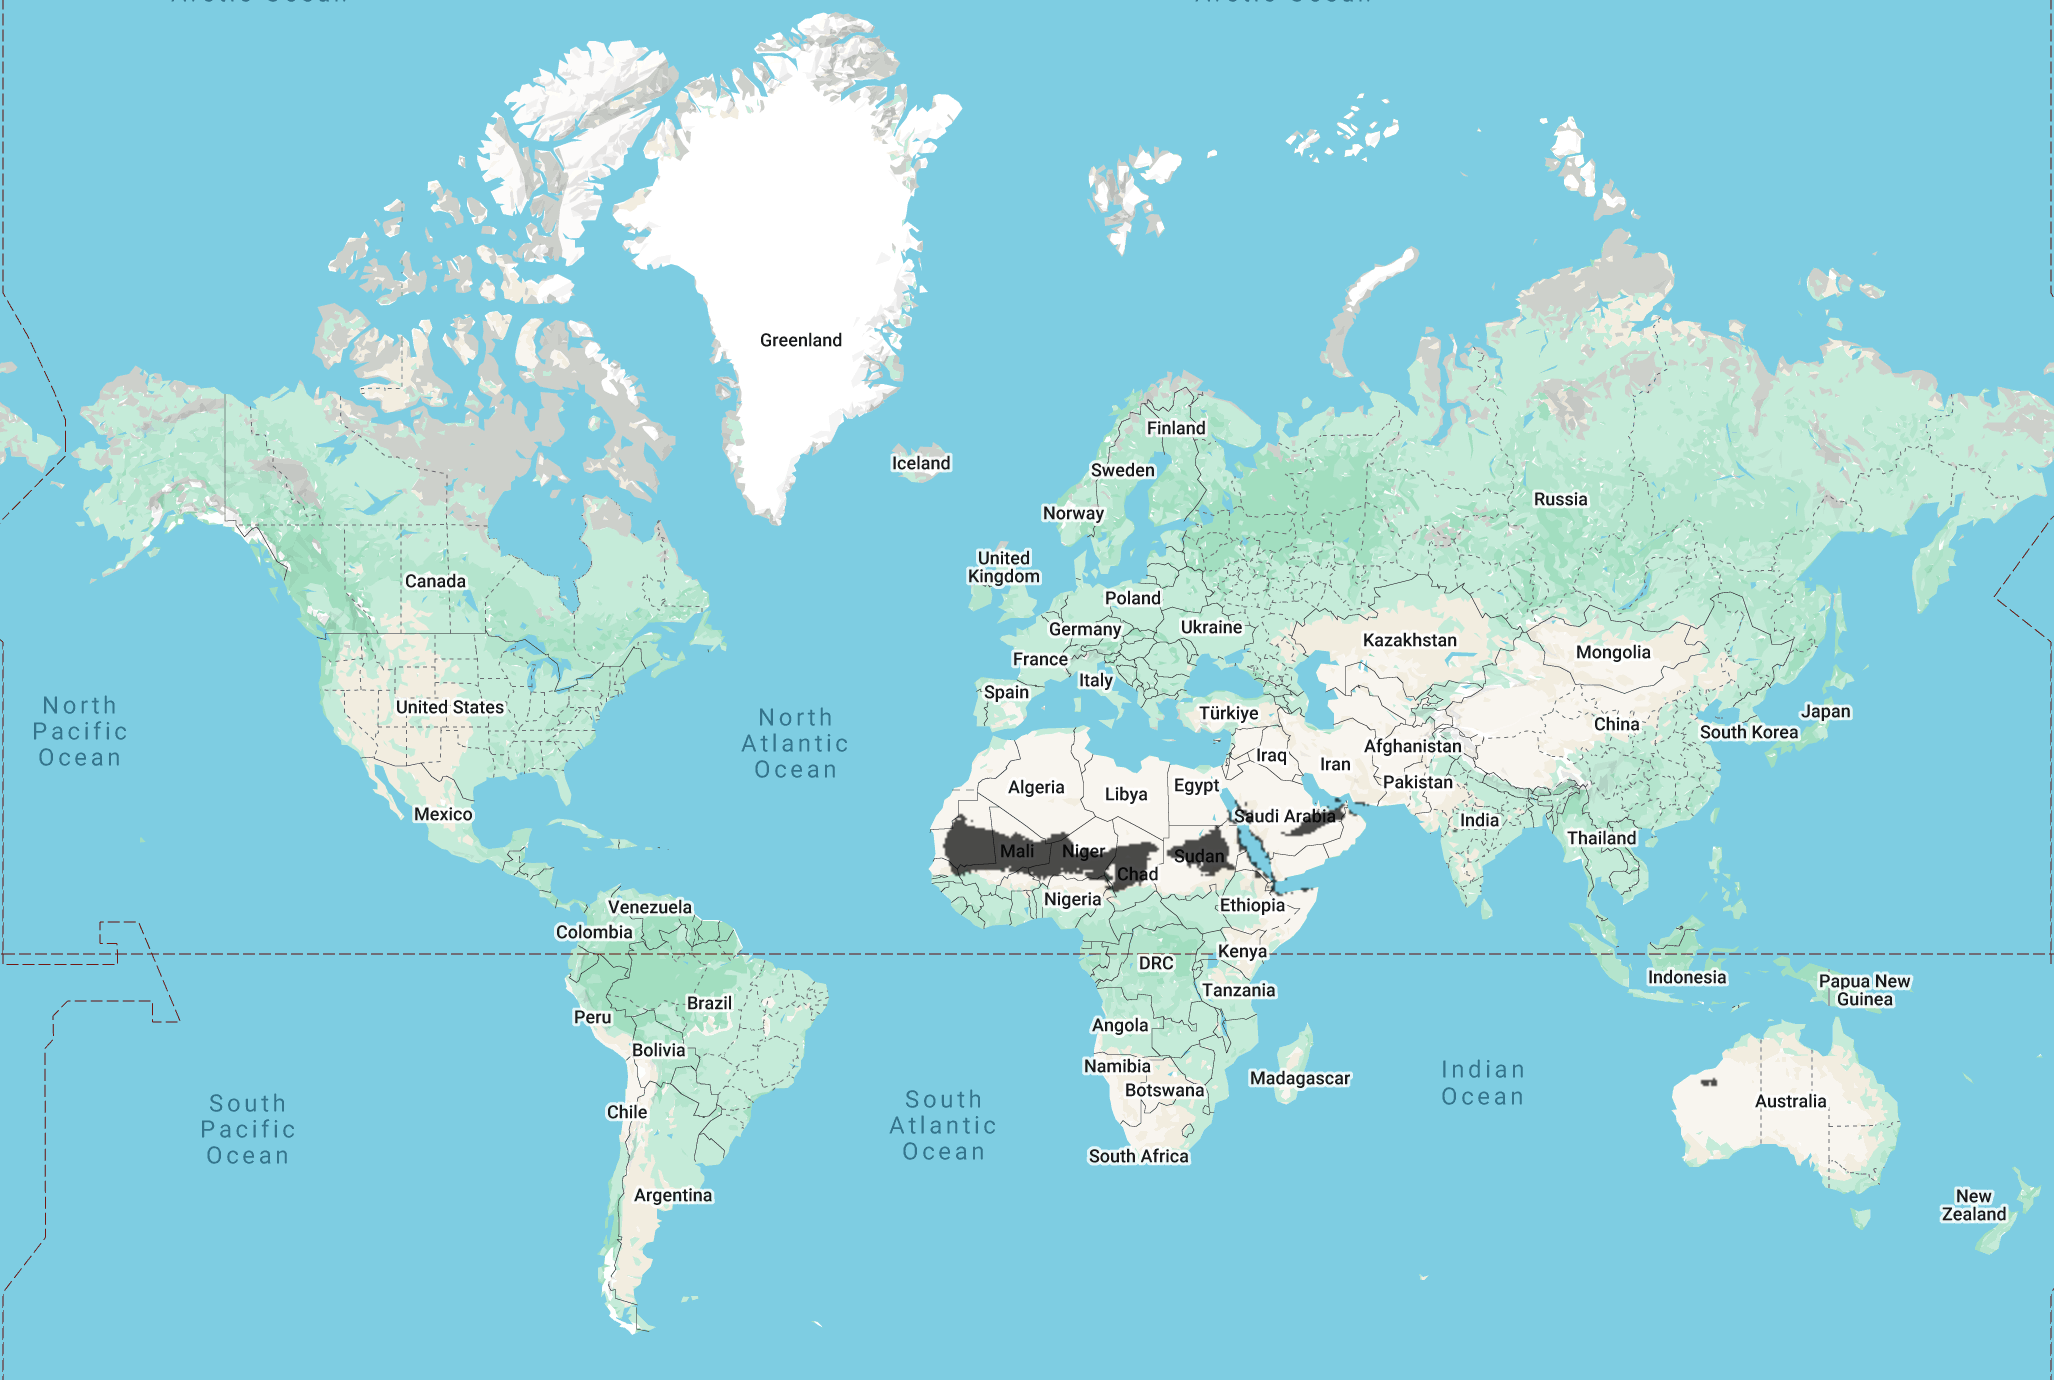 Arctic Ocean
Arctic Ocean
Greenland
Iceland
Finland
Sweden
Norway
Russia
United
Kingdom
Canada
Poland
Germany
Ukraine
Kazakhstan
Mongolia
France
Italy
Spain
United States
Türkiye
China
Japan
South Korea
North
Pacific
Ocean
North
Atlantic
Ocean
Afghanistan
Iraq
Iran
Pakistan
Algeria
Libya
Egypt
Mexico
Saudi Arabia
India
Thailand
Mali
Niger
Sudan
Chad
Nigeria
Ethiopia
Venezuela
Colombia
Kenya
DRC
Indonesia
Papua New
Guinea
Tanzania
Brazil
Peru
Angola
Bolivia
Namibia
Botswana
Madagascar
Indian
Ocean
Australia
Chile
South
Pacific
Ocean
South
Atlantic
Ocean
South Africa
Argentina
New
Zealand